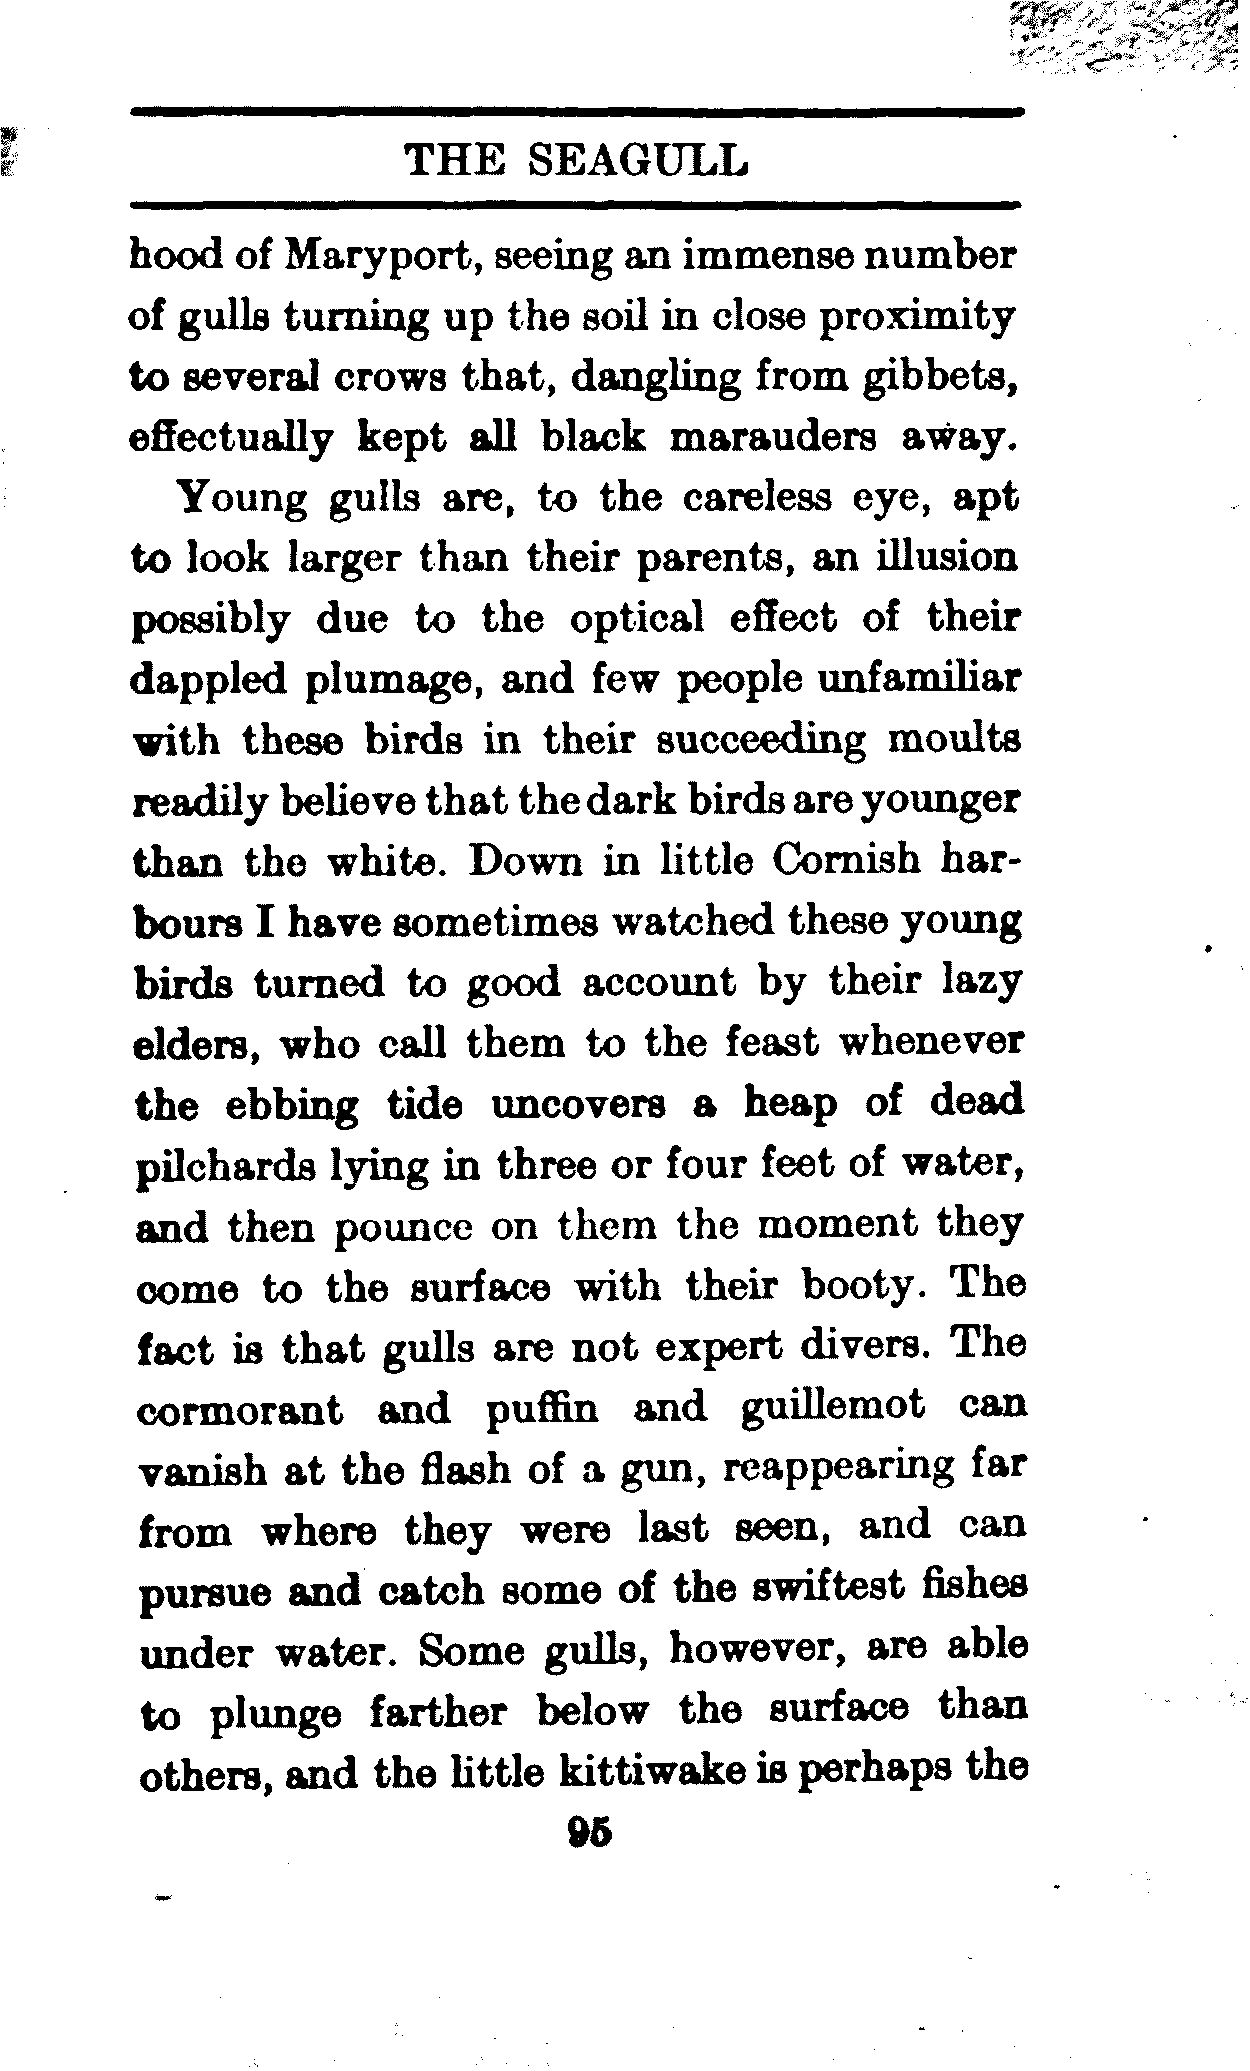 THE SEAGULL
hood of Maryport, seeing an immense number
of gulls turning up the soil in close proximity
to several crows that, dangling from gibbets,
effectually kept all black marauders away.
Young gulls are, to the careless eye, apt
to look larger than their parents, an illusion
possibly due to the optical effect of their
dappled plumage, and few people unfamiliar
with these birds in their succeeding moults
readily believe that the dark birds are younger
than the white. Down in little Cornish har-
bours I have sometimes watched these young
birds turned to good account by their lazy
elders, who call them to the feast whenever
the ebbing tide uncovers a heap of dead
pilchards lying in three or four feet of water,
and then pounce on them the moment they
come to the surface with their booty. The
fact is that gulls are not expert divers. The
cormorant and puffin and guillemot can
vanish at the flash of a gun, reappearing far
from where they were last seen, and can
pursue and catch some of the swiftest fishes
under water. Some gulls, however, are able
to plunge farther below the surface than
others, and the little kittiwake is perhaps the
95